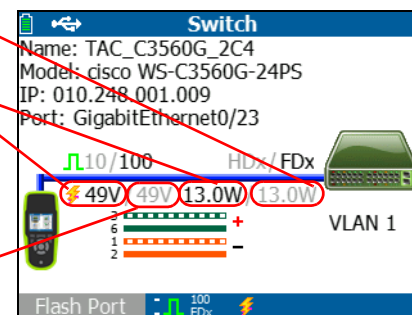 Switch
Name: TAC_C3560G_2C4
Model: cisco WS-C3560G-24PS
IP: 010.248.001.009
Port: GigabitEthernet0/23
10/100 HDx/FDx
49V/49V/13.0W/13.0W
3
6
+
VLAN 1
1
2
–
Flash Port 100 FDx